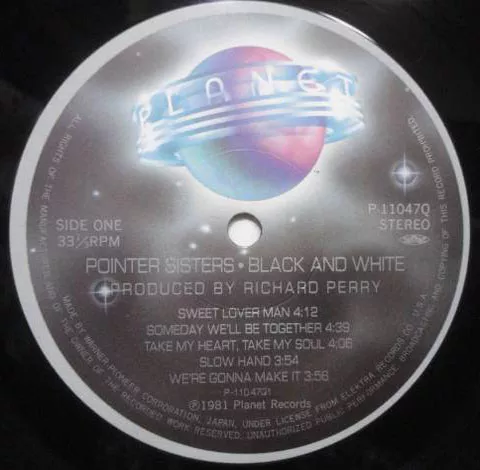 PLANET
P-11047Q
STEREO
SIDE ONE
33⅓RPM
POINTER SISTERS • BLACK AND WHITE
PRODUCED BY RICHARD PERRY
SWEET LOVER MAN 4:12
SOMEDAY WE'LL BE TOGETHER 4:39
TAKE MY HEART, TAKE MY SOUL 4:06
SLOW HAND 3:54
WE'RE GONNA MAKE IT 3:56
P-11047Q1
℗1981 Planet Records
ALL RIGHTS OF THE MANUFACTURER AND OF THE OWNER OF THE RECORDED WORK RESERVED. UNAUTHORIZED PUBLIC PERFORMANCE, BROADCASTING AND COPYING OF THIS RECORD PROHIBITED.
MADE BY WARNER-PIONEER CORPORATION, JAPAN, UNDER LICENSE FROM ELEKTRA RECORDS CO., U.S.A.